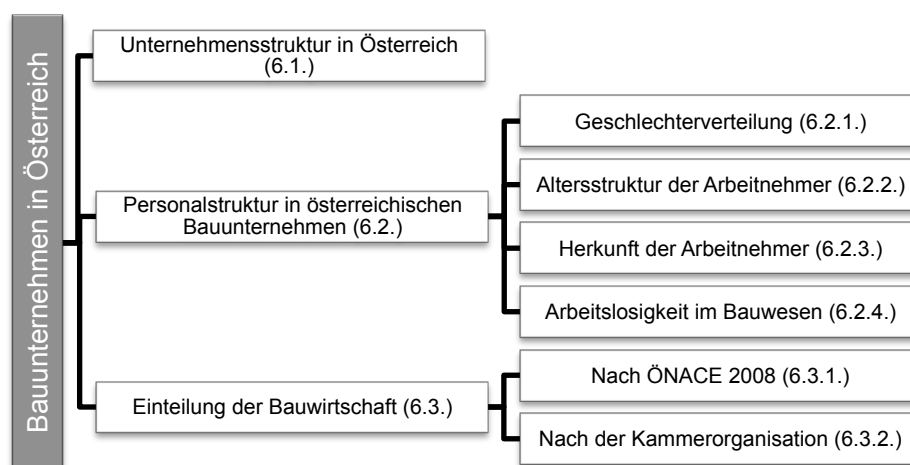 Bauunternehmen in Österreich
Unternehmensstruktur in Österreich
(6.1.)
Personalstruktur in österreichischen
Bauunternehmen (6.2.)
Geschlechterverteilung (6.2.1.)
Altersstruktur der Arbeitnehmer (6.2.2.)
Herkunft der Arbeitnehmer (6.2.3.)
Arbeitslosigkeit im Bauwesen (6.2.4.)
Einteilung der Bauwirtschaft (6.3.)
Nach ÖNACE 2008 (6.3.1.)
Nach der Kammerorganisation (6.3.2.)